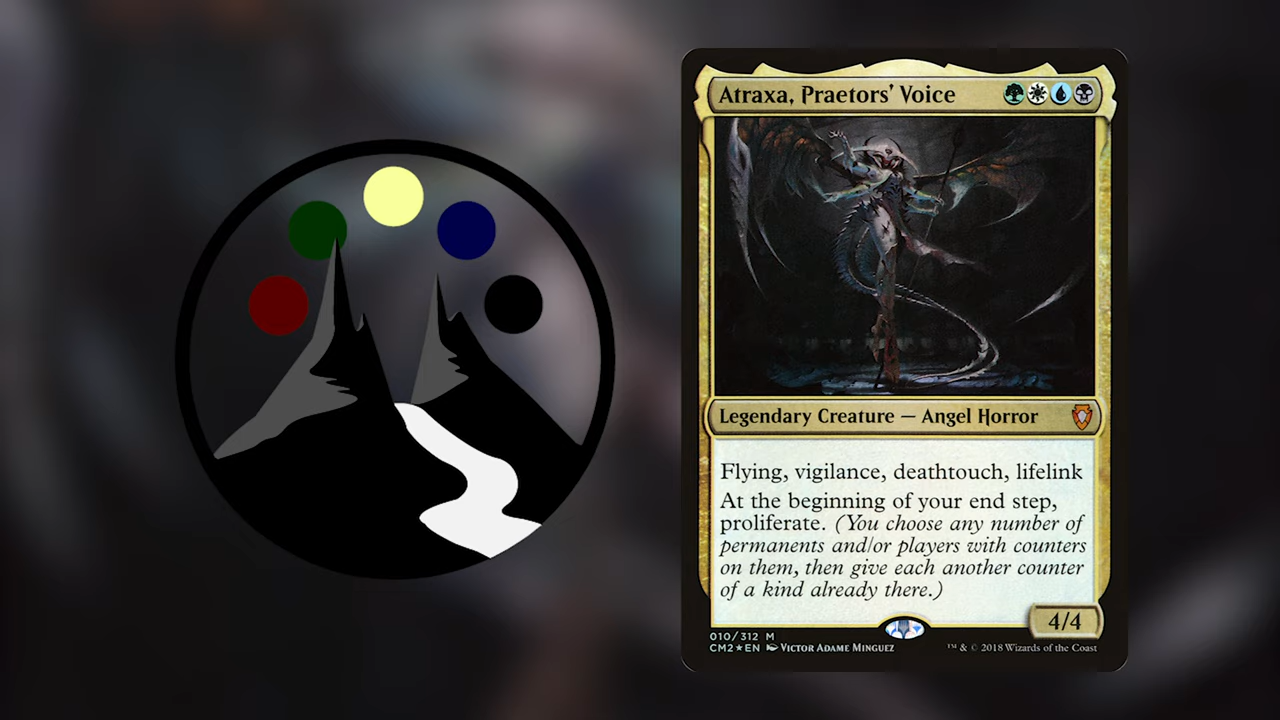 Atraxa, Praetors' Voice
Legendary Creature — Angel Horror
Flying, vigilance, deathtouch, lifelink
At the beginning of your end step,
proliferate. (You choose any number of
permanents and/or players with counters
on them, then give each another counter
of a kind already there.)
4/4
010/312 M
CM2★EN Victor Adame Minguez
™ & © 2018 Wizards of the Coast